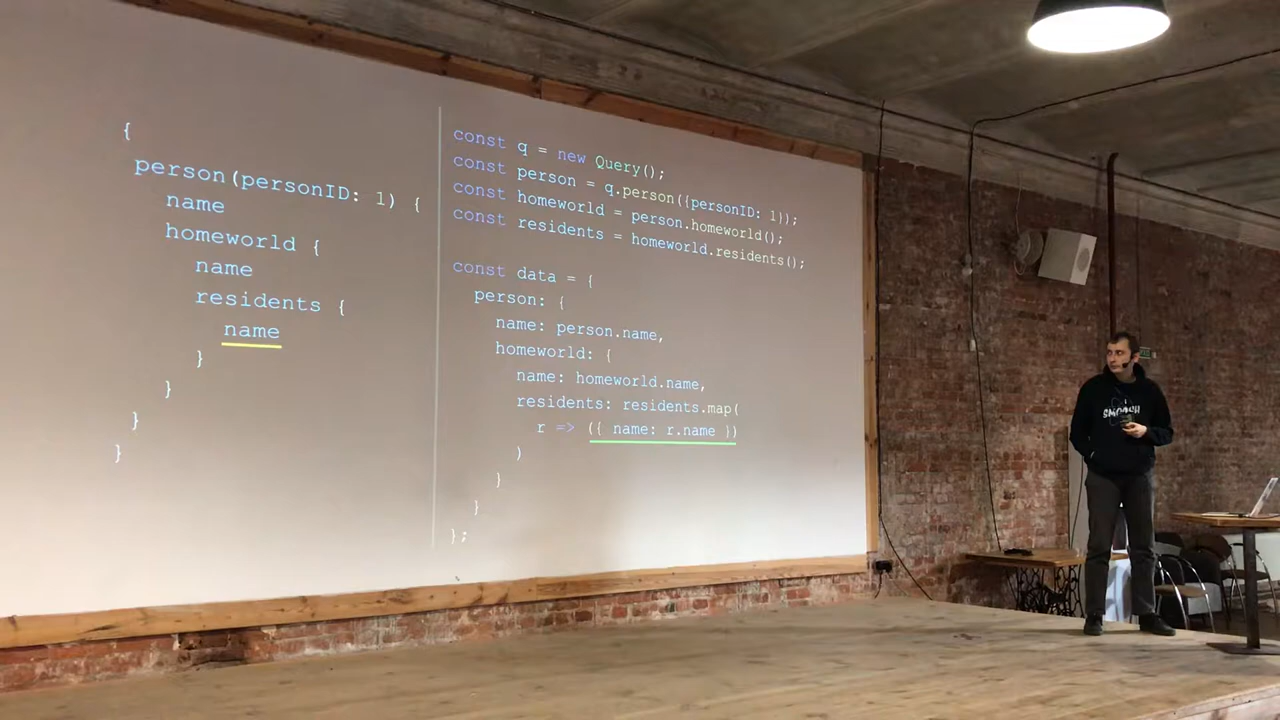 {
person(personID: 1) {
name
homeworld {
name
residents {
name
}
}
}
}
const q = new Query();
const person = q.person({personID: 1});
const homeworld = person.homeworld();
const residents = homeworld.residents();
const data = {
person: {
name: person.name,
homeworld: {
name: homeworld.name,
residents: residents.map(
r => ({ name: r.name })
)
}
}
};